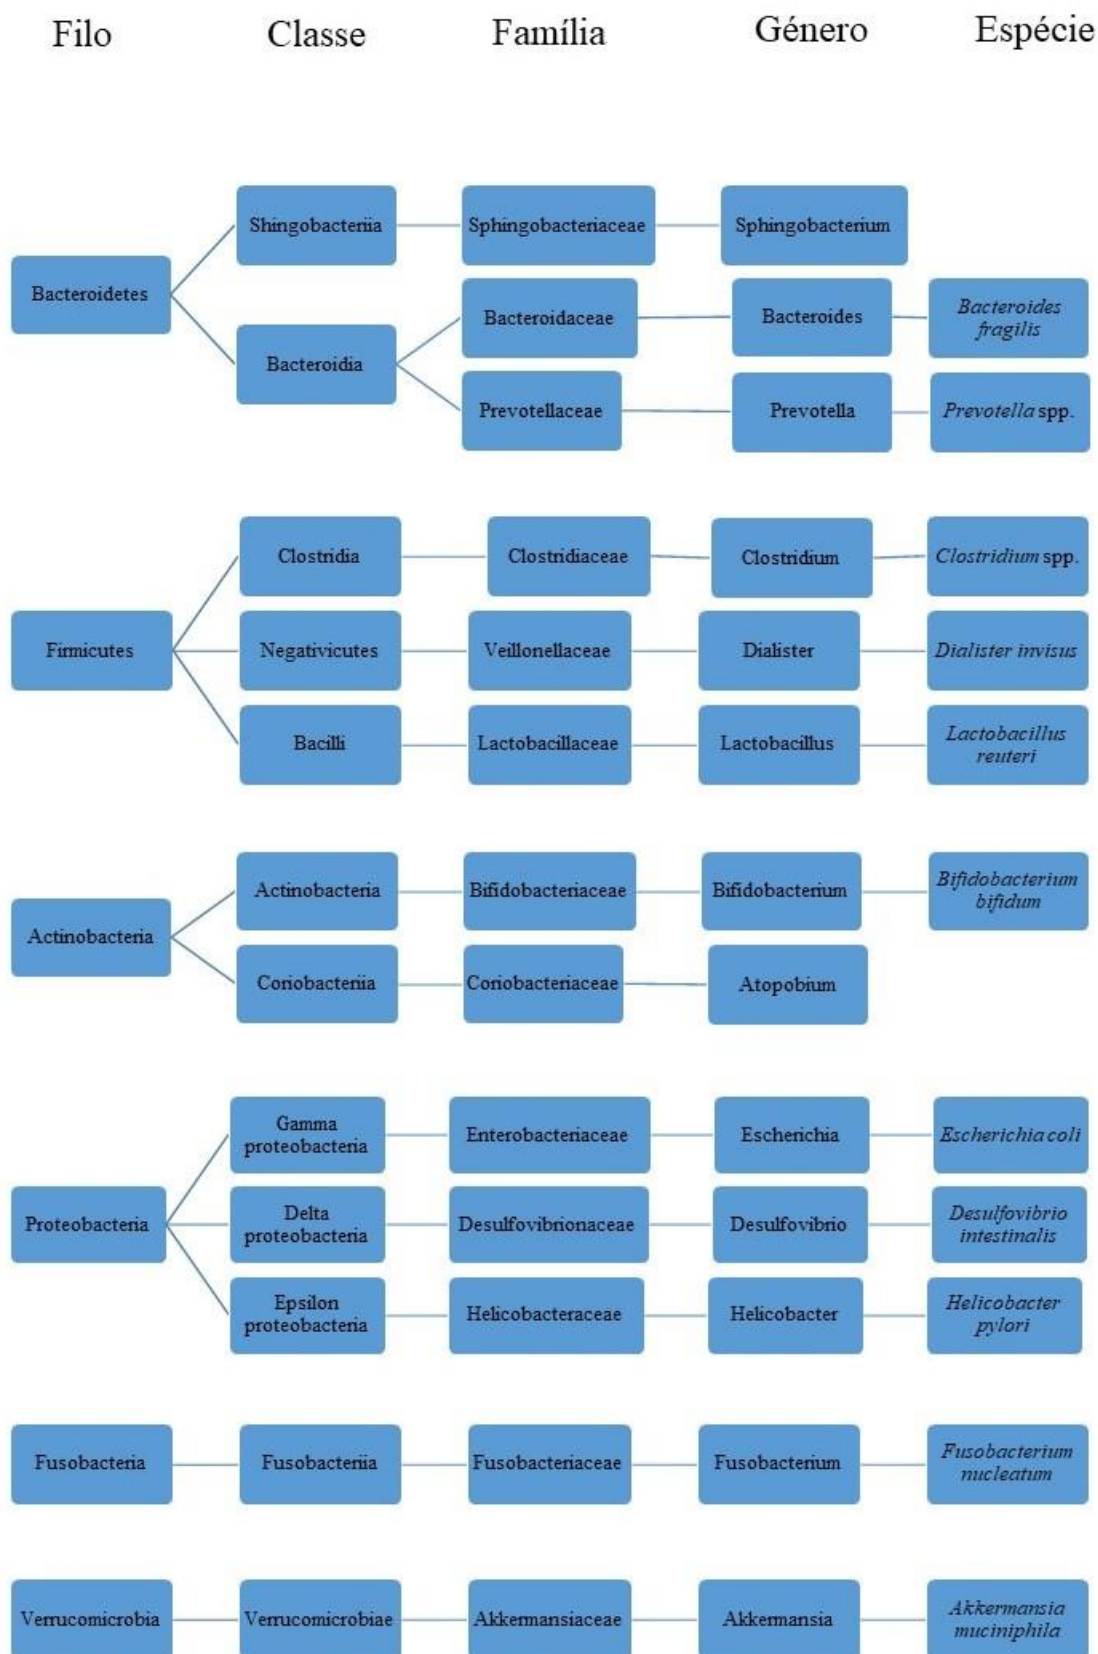 Filo Classe Família Género Espécie
Shingobacteriia Sphingobacteriaceae Sphingobacterium
Bacteroidetes
Bacteroidaceae Bacteroides Bacteroides
fragilis
Bacteroidia
Prevotellaceae Prevotella Prevotella spp.
Clostridia Clostridiaceae Clostridium Clostridium spp.
Firmicutes Negativicutes Veillonellaceae Dialister Dialister invisus
Bacilli Lactobacillaceae Lactobacillus Lactobacillus
reuteri
Actinobacteria Bifidobacteriaceae Bifidobacterium Bifidobacterium
bifidum
Actinobacteria
Coriobacteriia Coriobacteriaceae Atopobium
Gamma
proteobacteria Enterobacteriaceae Escherichia Escherichia coli
Proteobacteria Delta
proteobacteria Desulfovibrionaceae Desulfovibrio Desulfovibrio
intestinalis
Epsilon
proteobacteria Helicobacteraceae Helicobacter Helicobacter
pylori
Fusobacteria Fusobacteriia Fusobacteriaceae Fusobacterium Fusobacterium
nucleatum
Verrucomicrobia Verrucomicrobiae Akkermansiaceae Akkermansia Akkermansia
muciniphila